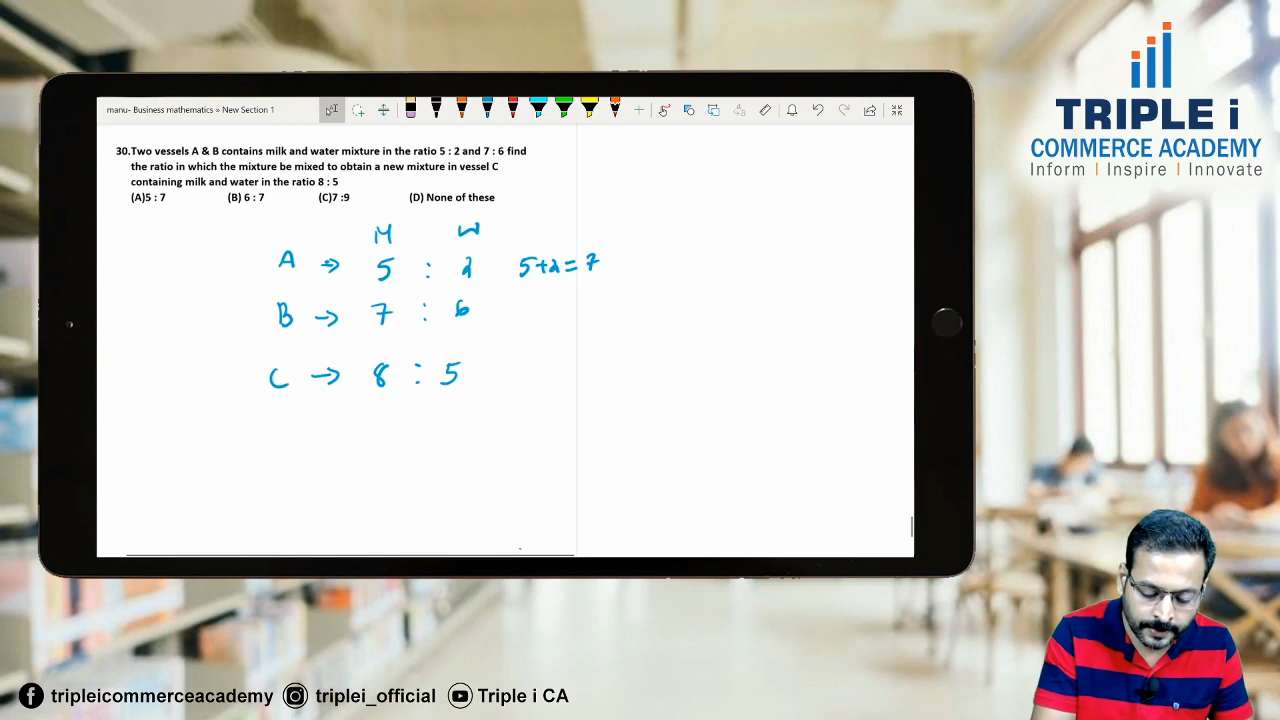 TRIPLE i
COMMERCE ACADEMY
Inform | Inspire | Innovate
manu- Business mathematics » New Section 1
30.Two vessels A & B contains milk and water mixture in the ratio 5 : 2 and 7 : 6 find
the ratio in which the mixture be mixed to obtain a new mixture in vessel C
containing milk and water in the ratio 8 : 5
(A)5 : 7 (B) 6 : 7 (C)7 :9 (D) None of these
M W
A → 5 : 2 5+2=7
B → 7 : 6
C → 8 : 5
tripleicommerceacademy triplei_official Triple i CA